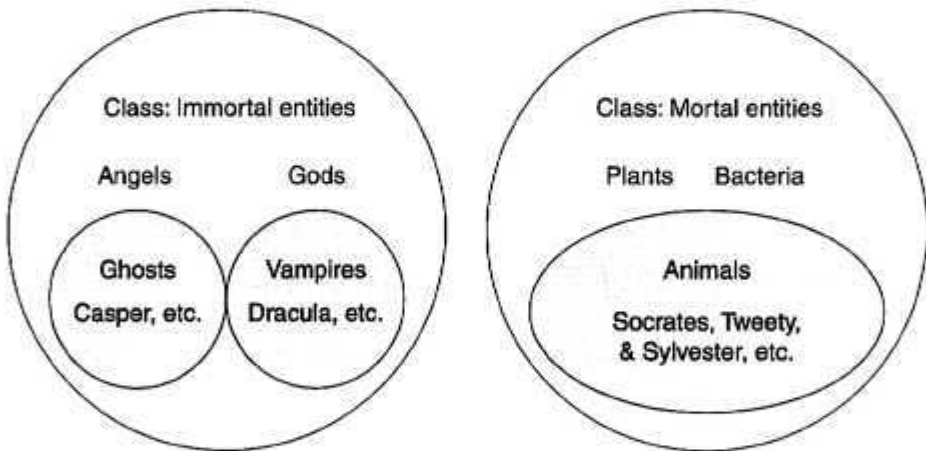 Class: Immortal entities
Angels
Gods
Ghosts
Casper, etc.
Vampires
Dracula, etc.
Class: Mortal entities
Plants
Bacteria
Animals
Socrates, Tweety,
& Sylvester, etc.